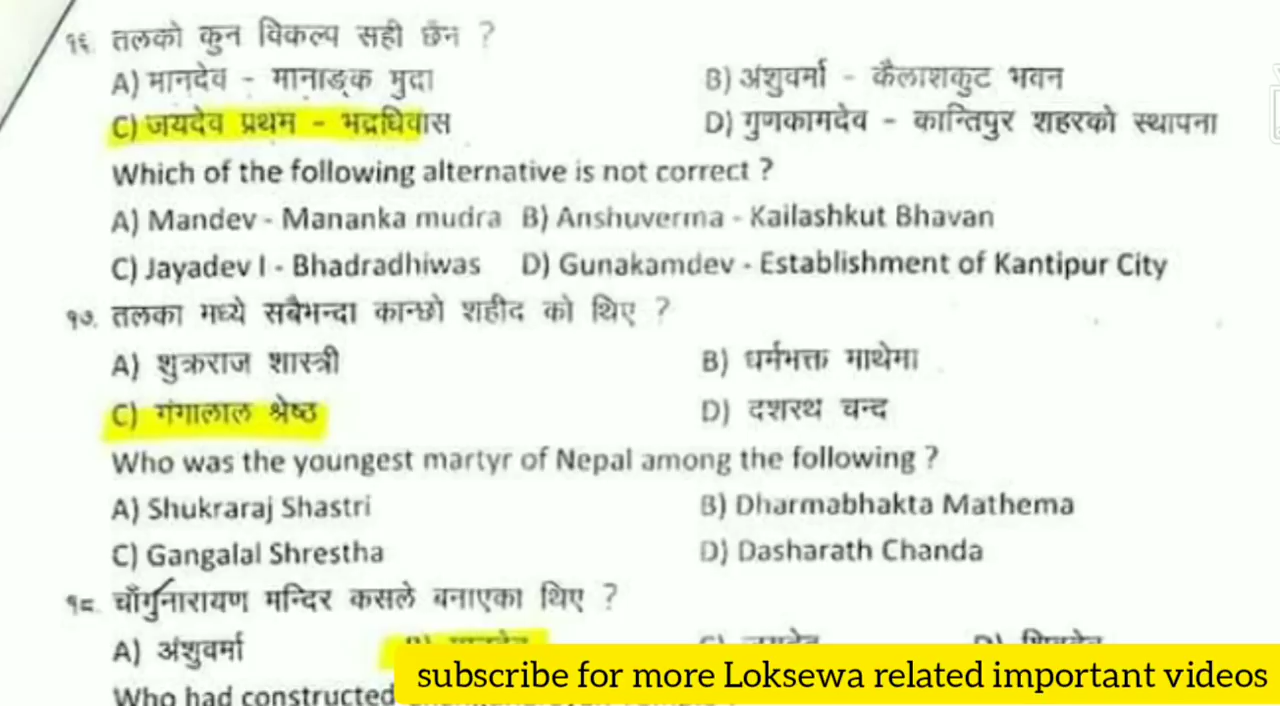 १६ तलको कुन विकल्प सही छैन ?
A) मानदेव - मानाङ्क मुद्रा B) अंशुवर्मा - कैलाशकुट भवन
C) जयदेव प्रथम - भद्रधिवास D) गुणकामदेव - कान्तिपुर शहरको स्थापना
Which of the following alternative is not correct ?
A) Mandev - Mananka mudra B) Anshuverma - Kailashkut Bhavan
C) Jayadev I - Bhadradhiwas D) Gunakamdev - Establishment of Kantipur City
१७. तलका मध्ये सबैभन्दा कान्छो शहीद को थिए ?
A) शुक्रराज शास्त्री B) धर्मभक्त माथेमा
C) गंगालाल श्रेष्ठ D) दशरथ चन्द
Who was the youngest martyr of Nepal among the following ?
A) Shukraraj Shastri B) Dharmabhakta Mathema
C) Gangalal Shrestha D) Dasharath Chanda
१८ चाँगुनारायण मन्दिर कसले बनाएका थिए ?
A) अंशुवर्मा
Who had constructed
subscribe for more Loksewa related important videos